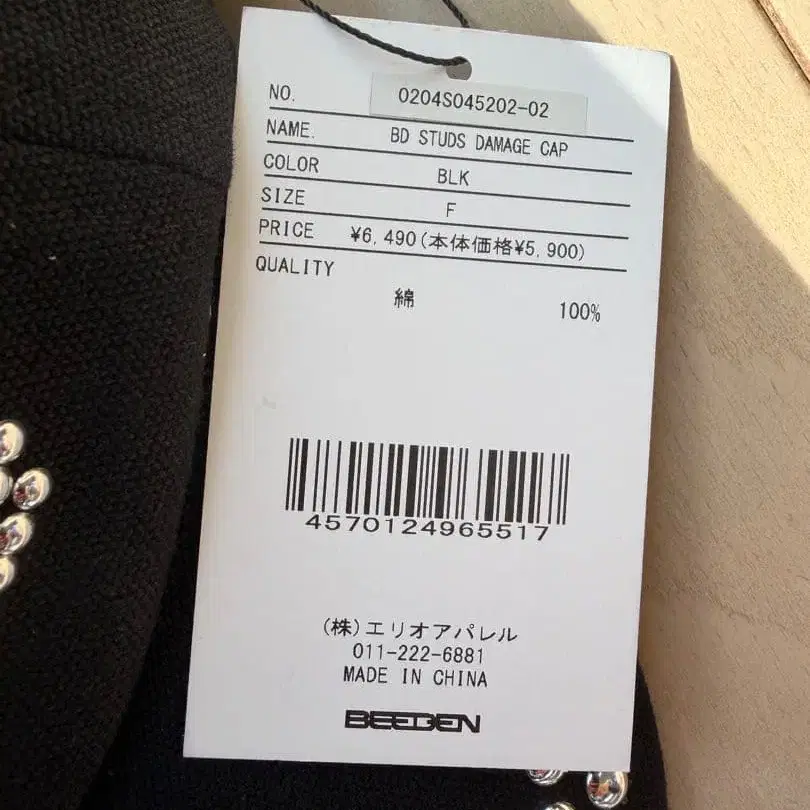 NO. 0204S045202-02
NAME. BD STUDS DAMAGE CAP
COLOR BLK
SIZE F
PRICE ¥6,490(本体価格¥5,900)
QUALITY
綿 100%
4570124965517
(株)エリオアパレル
011-222-6881
MADE IN CHINA
BEEDEN